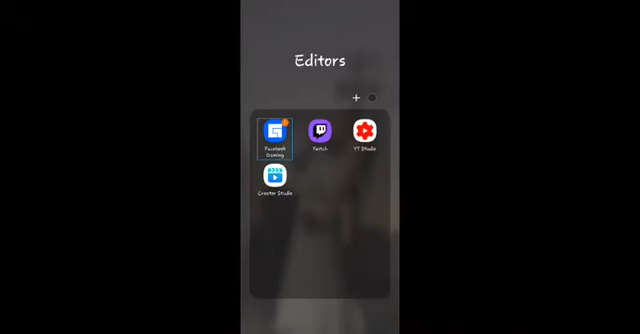 Editors
Facebook
Gaming
Twitch
YT Studio
Creator Studio